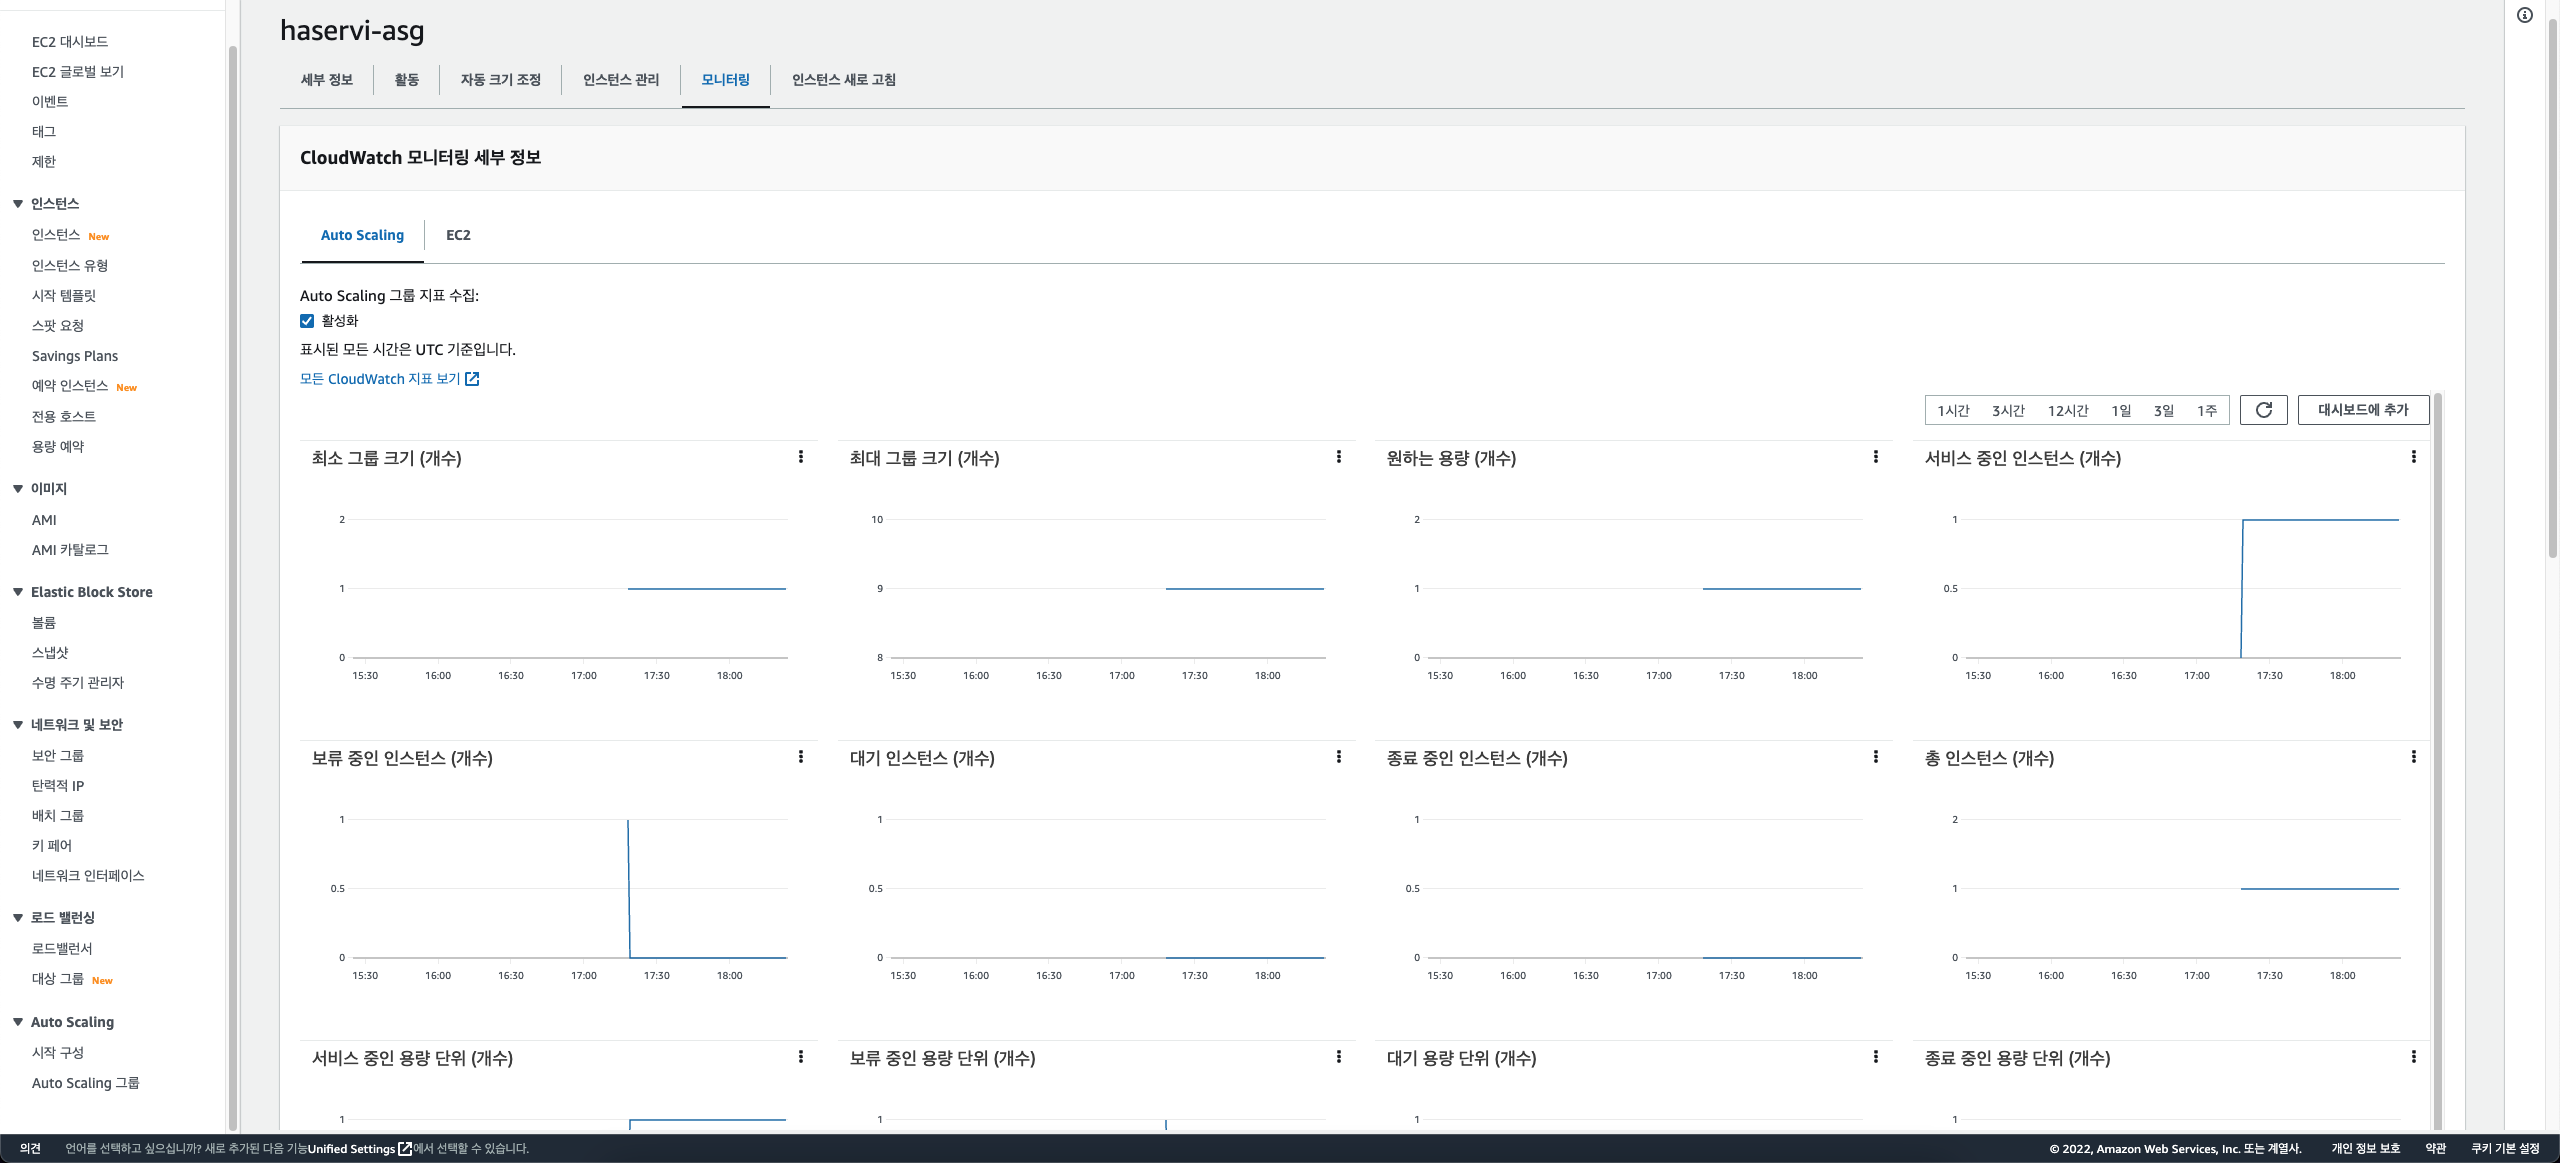 EC2 대시보드
EC2 글로벌 보기
이벤트
태그
제한
인스턴스
인스턴스 New
인스턴스 유형
시작 템플릿
스팟 요청
Savings Plans
예약 인스턴스 New
전용 호스트
용량 예약
이미지
AMI
AMI 카탈로그
Elastic Block Store
볼륨
스냅샷
수명 주기 관리자
네트워크 및 보안
보안 그룹
탄력적 IP
배치 그룹
키 페어
네트워크 인터페이스
로드 밸런싱
로드밸런서
대상 그룹 New
Auto Scaling
시작 구성
Auto Scaling 그룹
haservi-asg
세부 정보 활동 자동 크기 조정 인스턴스 관리 모니터링 인스턴스 새로 고침
CloudWatch 모니터링 세부 정보
Auto Scaling EC2
Auto Scaling 그룹 지표 수집:
활성화
표시된 모든 시간은 UTC 기준입니다.
모든 CloudWatch 지표 보기
1시간 3시간 12시간 1일 3일 1주 대시보드에 추가
최소 그룹 크기 (개수)
2
1
0
15:30 16:00 16:30 17:00 17:30 18:00
최대 그룹 크기 (개수)
10
9
8
15:30 16:00 16:30 17:00 17:30 18:00
원하는 용량 (개수)
2
1
0
15:30 16:00 16:30 17:00 17:30 18:00
서비스 중인 인스턴스 (개수)
1
0.5
0
15:30 16:00 16:30 17:00 17:30 18:00
보류 중인 인스턴스 (개수)
1
0.5
0
15:30 16:00 16:30 17:00 17:30 18:00
대기 인스턴스 (개수)
1
0.5
0
15:30 16:00 16:30 17:00 17:30 18:00
종료 중인 인스턴스 (개수)
1
0.5
0
15:30 16:00 16:30 17:00 17:30 18:00
총 인스턴스 (개수)
2
1
0
15:30 16:00 16:30 17:00 17:30 18:00
서비스 중인 용량 단위 (개수)
1
보류 중인 용량 단위 (개수)
1
대기 용량 단위 (개수)
1
종료 중인 용량 단위 (개수)
1
의견 언어를 선택하고 싶으십니까? 새로 추가된 다음 기능Unified Settings에서 선택할 수 있습니다. © 2022, Amazon Web Services, Inc. 또는 계열사. 개인 정보 보호 약관 쿠키 기본 설정